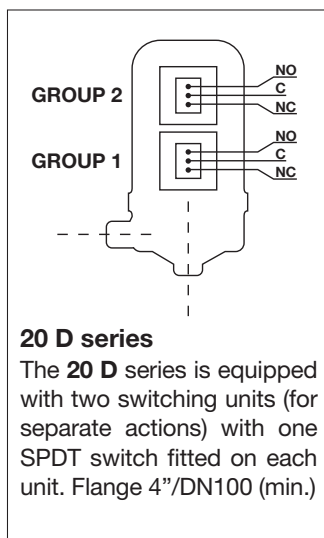 NO
GROUP 2 C
NC
NO
GROUP 1 C
NC
20 D series
The 20 D series is equipped
with two switching units (for
separate actions) with one
SPDT switch fitted on each
unit. Flange 4”/DN100 (min.)